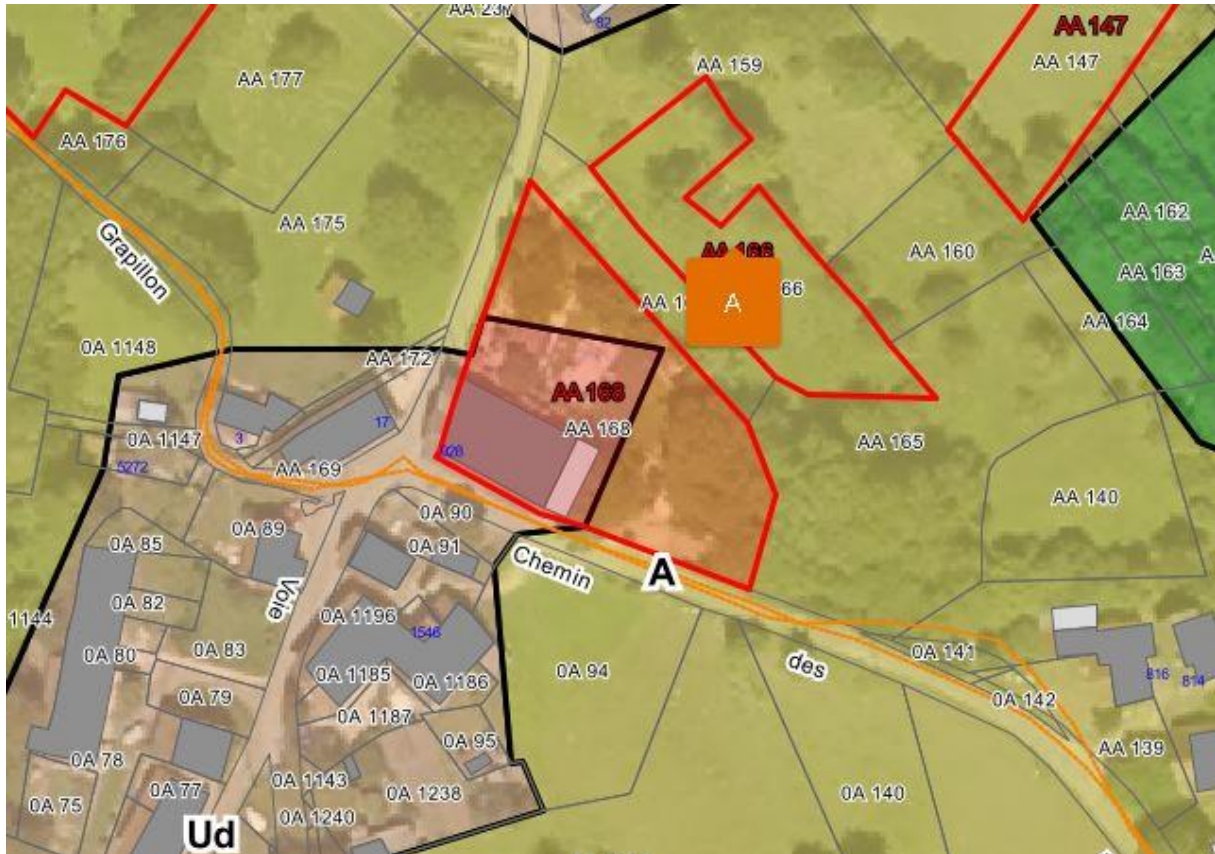 AA 237
82
AA 147
AA 147
AA 159
AA 177
AA 176
AA 162
AA 175
Grapillon
AA 166
AA 160
AA 163
66
A
AA 164
0A 1148
AA 172
AA 168
17
AA 168
0A 1147
3
AA 165
5272
AA 169
AA 140
0A 90
0A 89
0A 91
0A 85
Chemin
A
Voie
0A 82
1144
0A 1196
1546
0A 83
0A 80
0A 141
des
0A 94
0A 1185
816
814
0A 1186
0A 79
0A 142
0A 1187
0A 95
AA 139
0A 78
0A 1143
0A 77
0A 1238
0A 140
0A 75
0A 1240
Ud